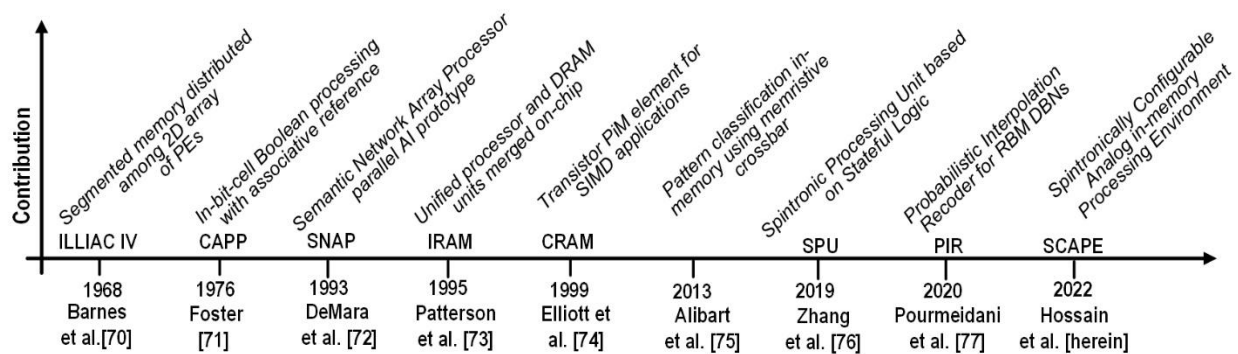 Contribution
Segmented memory distributed
among 2D array
of PEs
In-bit-cell Boolean processing
with associative reference
Semantic Network Array Processor
parallel AI prototype
Unified processor and DRAM
units merged on-chip
Transistor PiM element for
SIMD applications
Pattern classification in-
memory using memristive
crossbar
Spintronic Processing Unit based
on Stateful Logic
Probabilistic Interpolation
Recoder for RBM DBNs
Spintronically Configurable
Analog in-memory
Processing Environment
ILLIAC IV
CAPP
SNAP
IRAM
CRAM
SPU
PIR
SCAPE
1968
Barnes
et al.[70]
1976
Foster
[71]
1993
DeMara
et al. [72]
1995
Patterson
et al. [73]
1999
Elliott et
al. [74]
2013
Alibart
et al. [75]
2019
Zhang
et al. [76]
2020
Pourmeidani
et al. [77]
2022
Hossain
et al. [herein]